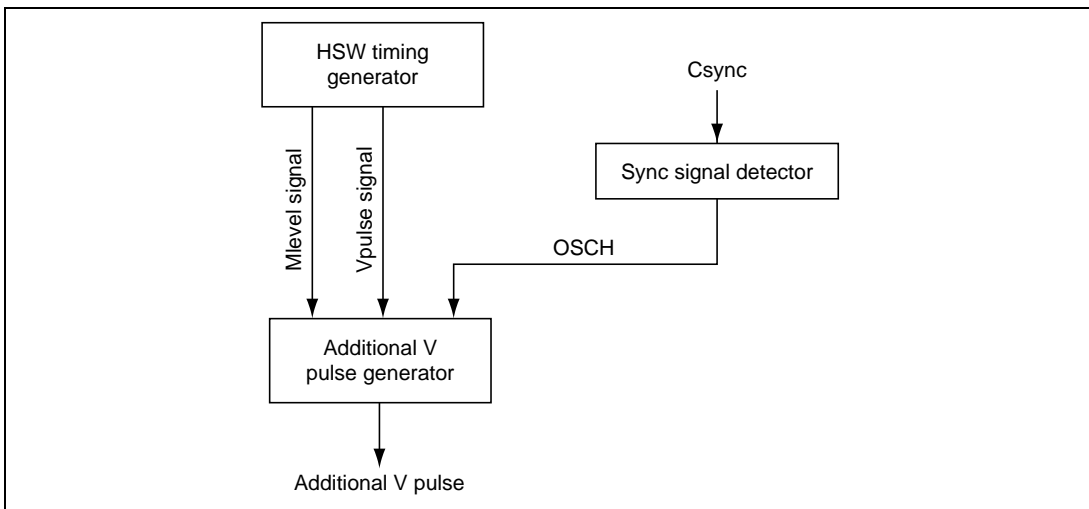 HSW timing
generator
Csync
Sync signal detector
Mlevel signal
Vpulse signal
OSCH
Additional V
pulse generator
Additional V pulse